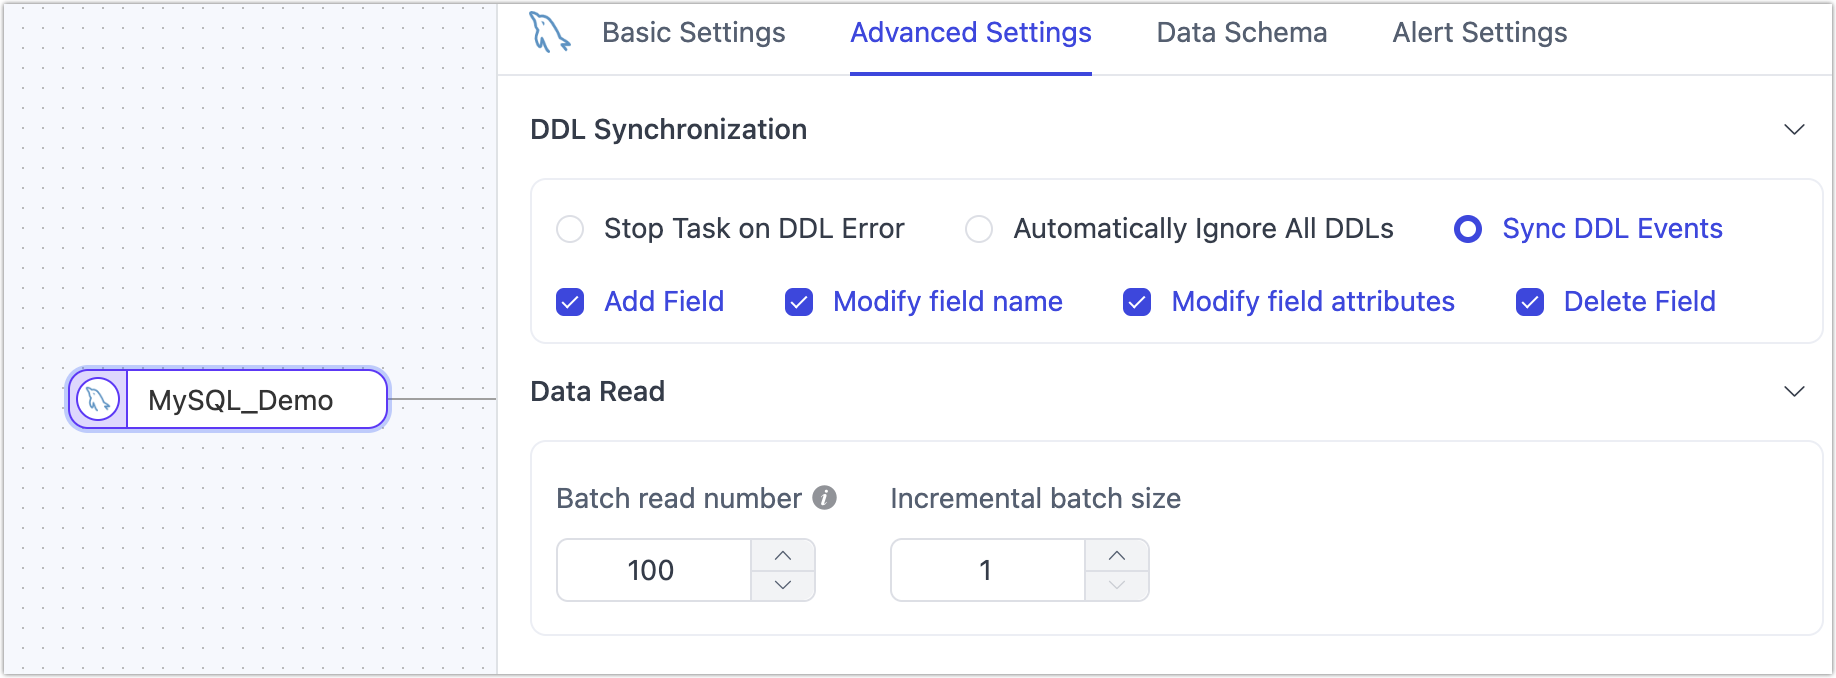 Basic Settings Advanced Settings Data Schema Alert Settings
DDL Synchronization
Stop Task on DDL Error Automatically Ignore All DDLs Sync DDL Events
Add Field Modify field name Modify field attributes Delete Field
MySQL_Demo
Data Read
Batch read number i Incremental batch size
100 1